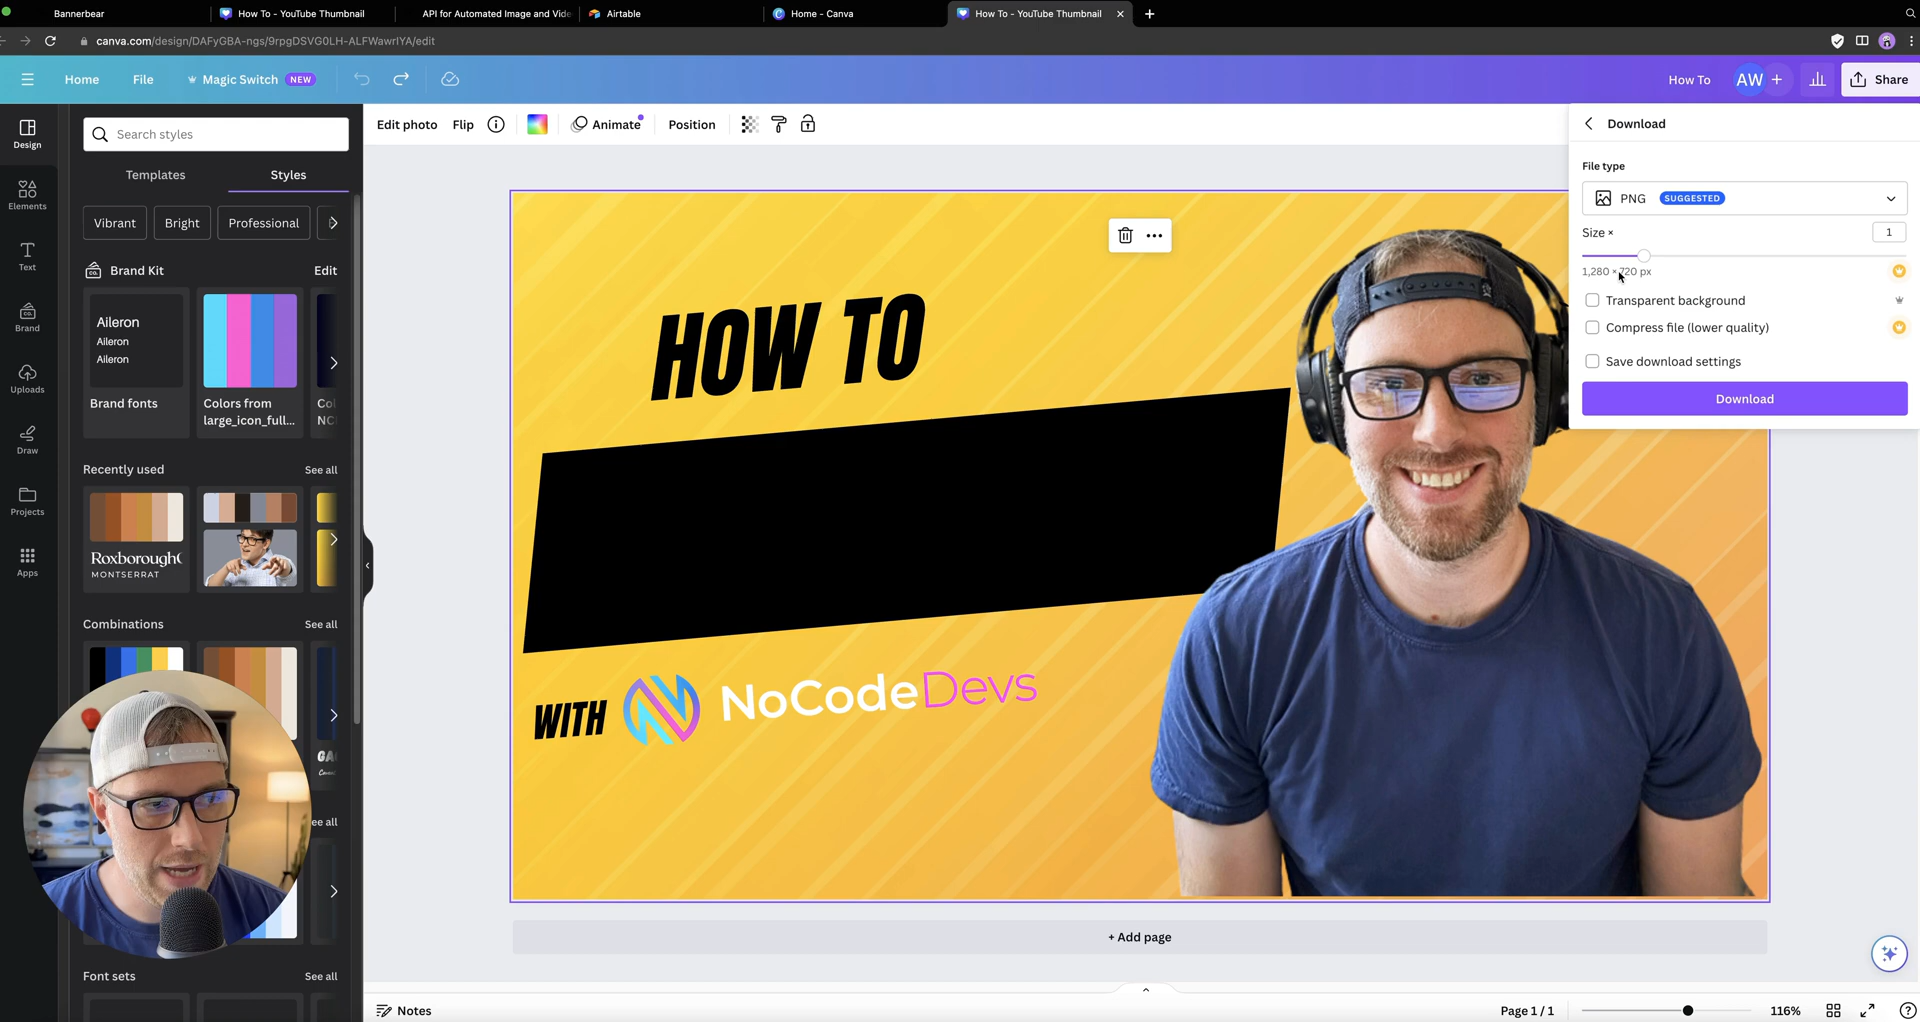 Bannerbear
How To - YouTube Thumbnail
API for Automated Image and Vide
Airtable
Home - Canva
How To - YouTube Thumbnail
canva.com/design/DAFyGBA-ngs/9rpgDSVG0LH-ALFWawrIYA/edit
Home
File
Magic Switch NEW
How To
AW
Share
Design
Elements
Text
Brand
Uploads
Draw
Projects
Apps
Search styles
Templates
Styles
Vibrant
Bright
Professional
Brand Kit
Edit
Aileron
Aileron
Aileron
Brand fonts
Colors from
large_icon_full...
Col
NC
Recently used
See all
Roxborough
MONTSERRAT
Combinations
See all
ee all
Font sets
See all
Edit photo
Flip
Animate
Position
HOW TO
WITH
NoCodeDevs
+ Add page
Download
File type
PNG SUGGESTED
Size ×
1
1,280 × 720 px
Transparent background
Compress file (lower quality)
Save download settings
Download
Notes
Page 1 / 1
116%